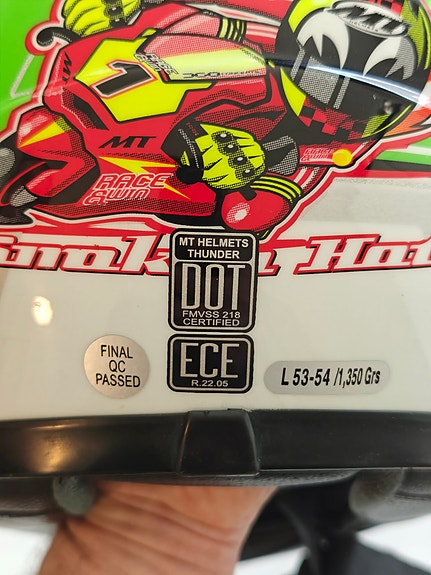 1
MT
RACE
&WIN
MT HELMETS
THUNDER
DOT
FMVSS 218
CERTIFIED
FINAL
QC
PASSED
ECE
R.22.05
L 53-54 /1,350 Grs